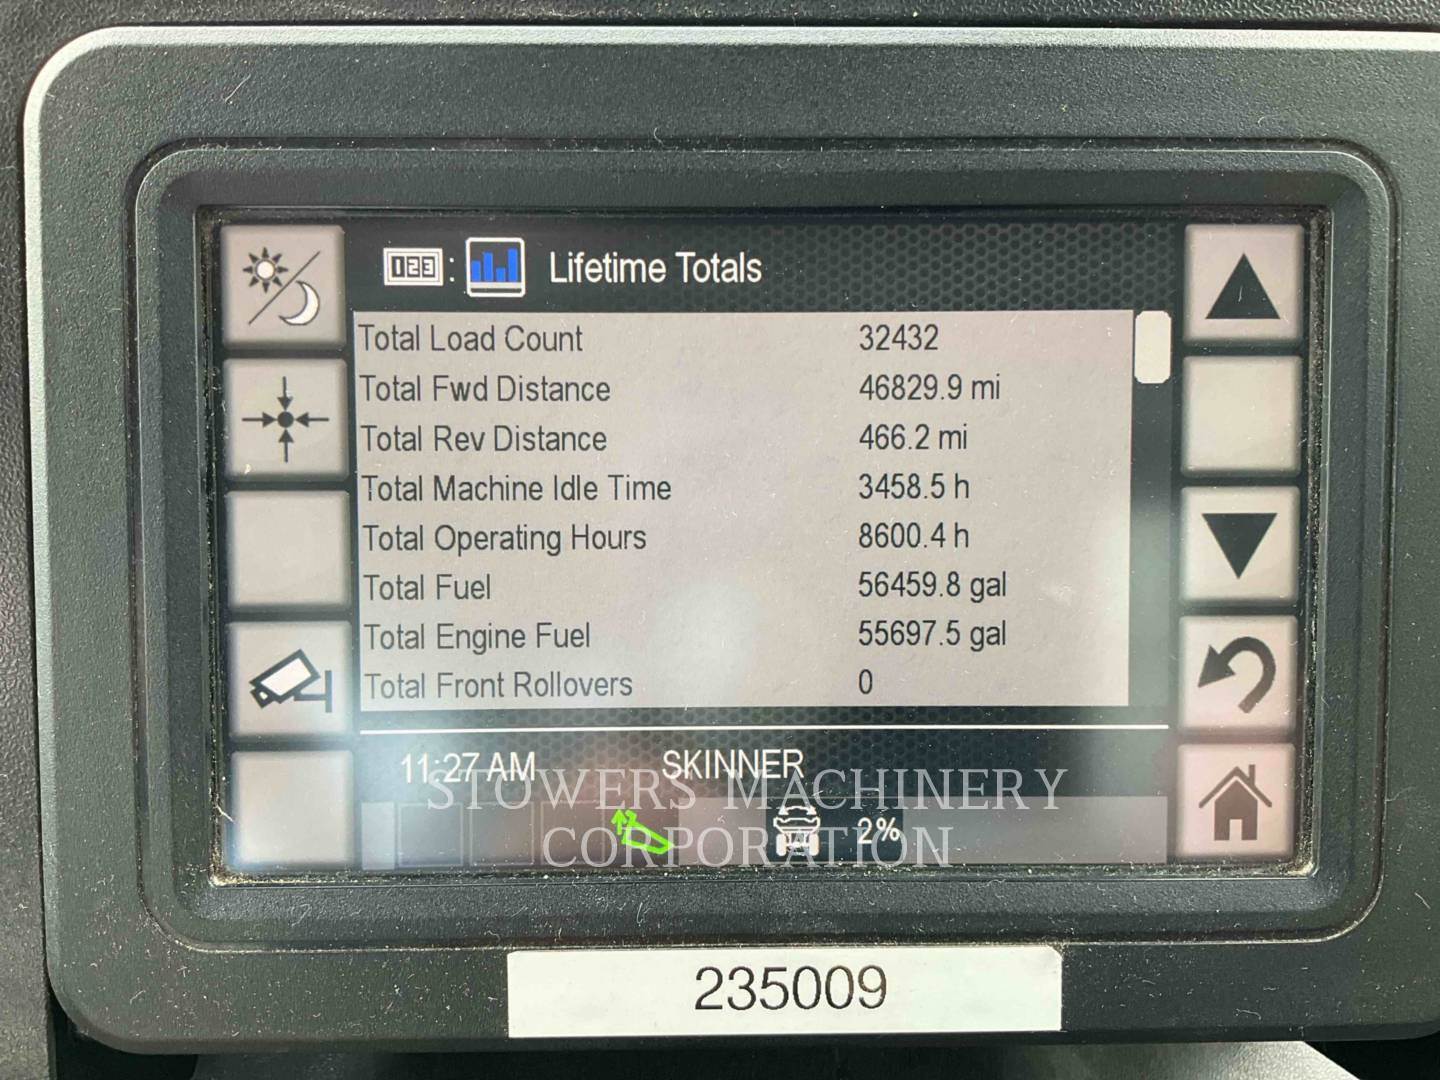 123 : Lifetime Totals
Total Load Count 32432
Total Fwd Distance 46829.9 mi
Total Rev Distance 466.2 mi
Total Machine Idle Time 3458.5 h
Total Operating Hours 8600.4 h
Total Fuel 56459.8 gal
Total Engine Fuel 55697.5 gal
Total Front Rollovers 0
11:27 AM SKINNER
STOWERS MACHINERY
CORPORATION
2%
235009